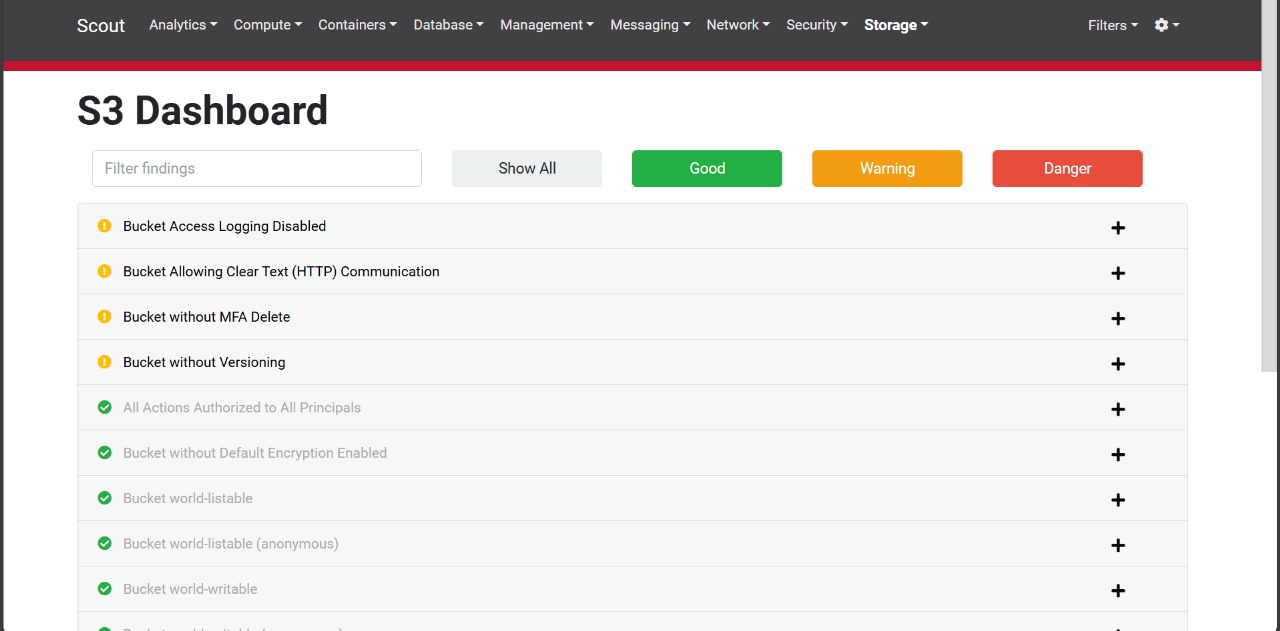 Scout Analytics Compute Containers Database Management Messaging Network Security Storage Filters
S3 Dashboard
Filter findings Show All Good Warning Danger
Bucket Access Logging Disabled
Bucket Allowing Clear Text (HTTP) Communication
Bucket without MFA Delete
Bucket without Versioning
All Actions Authorized to All Principals
Bucket without Default Encryption Enabled
Bucket world-listable
Bucket world-listable (anonymous)
Bucket world-writable